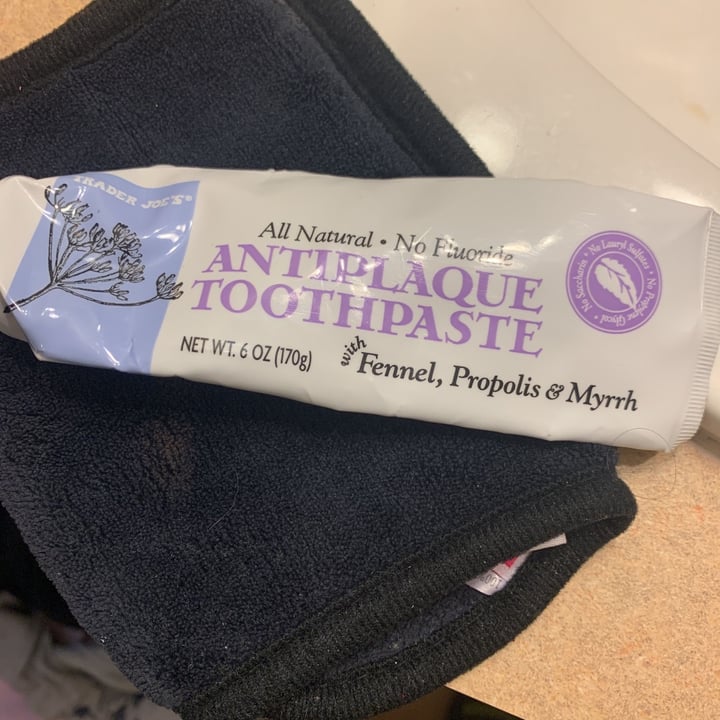 TRADER JOE'S®
All Natural • No Fluoride
ANTIPLAQUE
TOOTHPASTE
NET WT. 6 OZ (170g)
with Fennel, Propolis & Myrrh
No Saccharin • No Lauryl Sulfates • No Propylene Glycol •